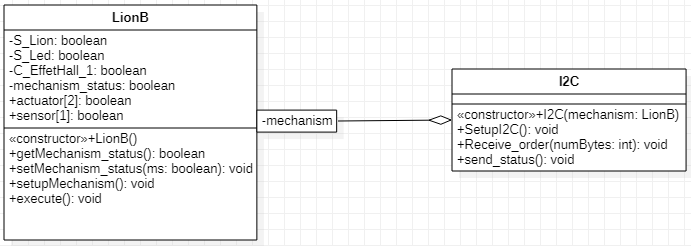 LionB
-S_Lion: boolean
-S_Led: boolean
-C_EffetHall_1: boolean
-mechanism_status: boolean
+actuator[2]: boolean
+sensor[1]: boolean
«constructor»+LionB()
+getMechanism_status(): boolean
+setMechanism_status(ms: boolean): void
+setupMechanism(): void
+execute(): void
-mechanism
I2C
«constructor»+I2C(mechanism: LionB)
+SetupI2C(): void
+Receive_order(numBytes: int): void
+send_status(): void